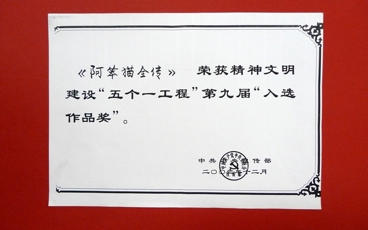 《阿笨猫全传》 荣获精神文明
建设“五个一工程”第九届“入选
作品奖”。
中共 传部
二〇〇 十二月